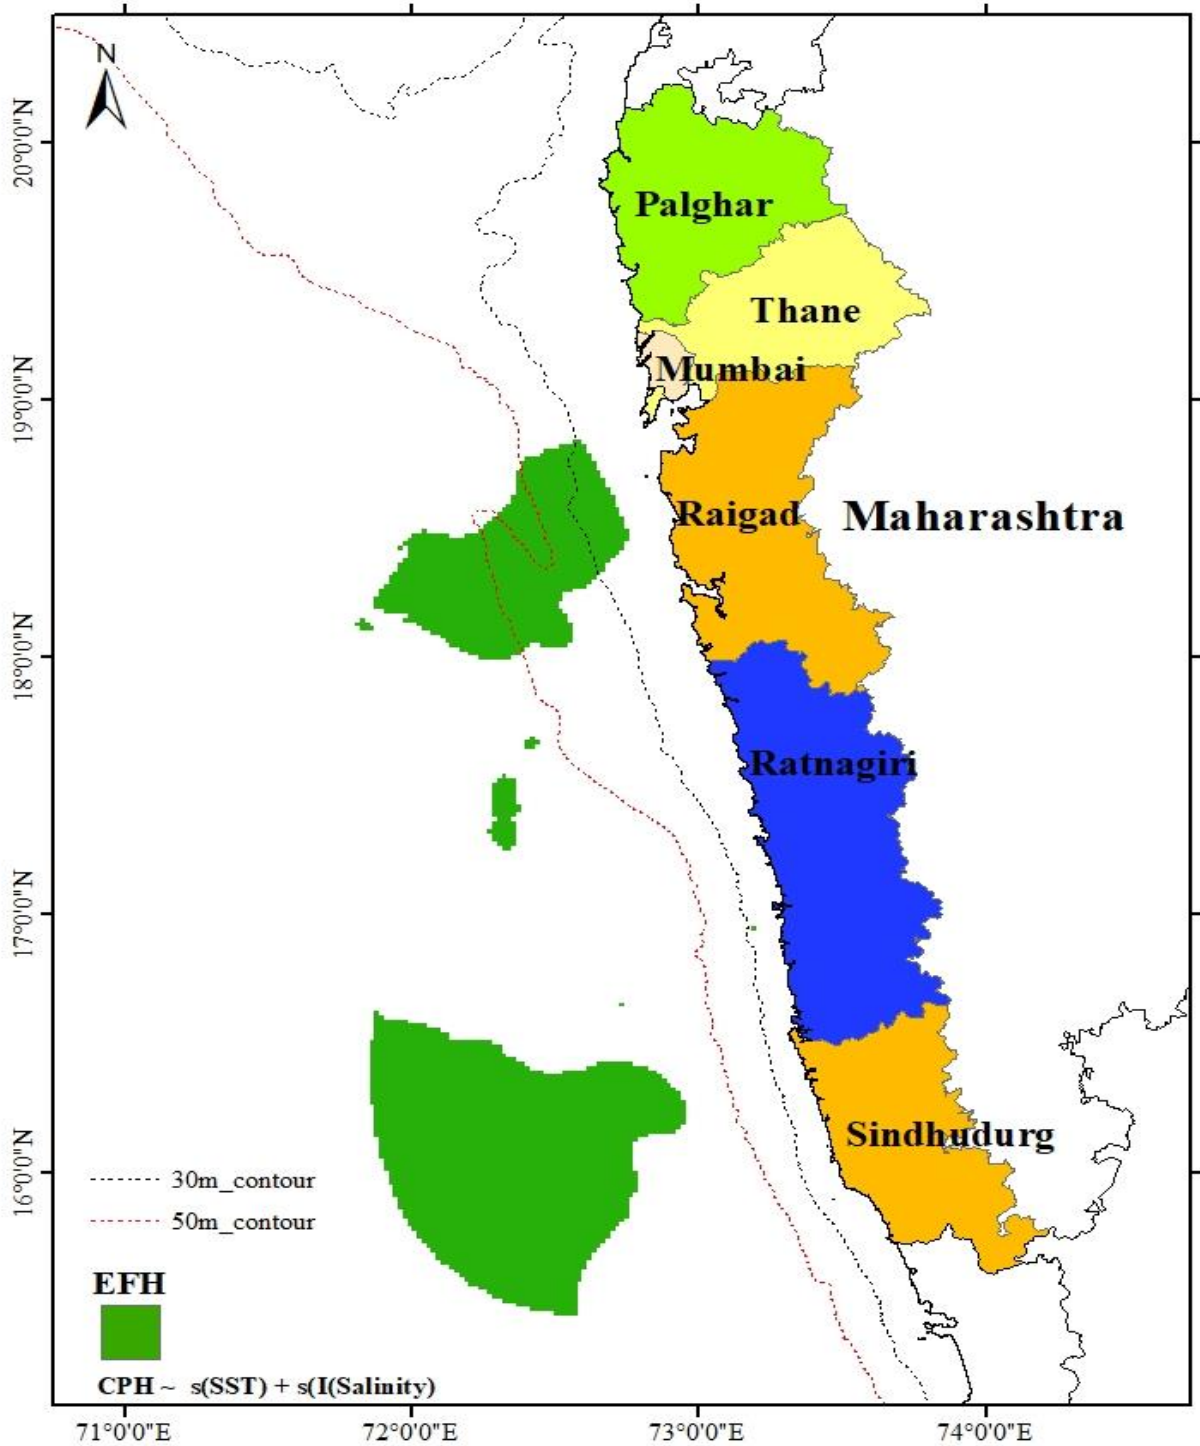 N
20°0'0"N
Palghar
Thane
Mumbai
19°0'0"N
Raigad
Maharashtra
18°0'0"N
Ratnagiri
17°0'0"N
Sindhudurg
16°0'0"N
30m_contour
50m_contour
EFH
CPH ~ s(SST) + s(I(Salinity)
71°0'0"E
72°0'0"E
73°0'0"E
74°0'0"E